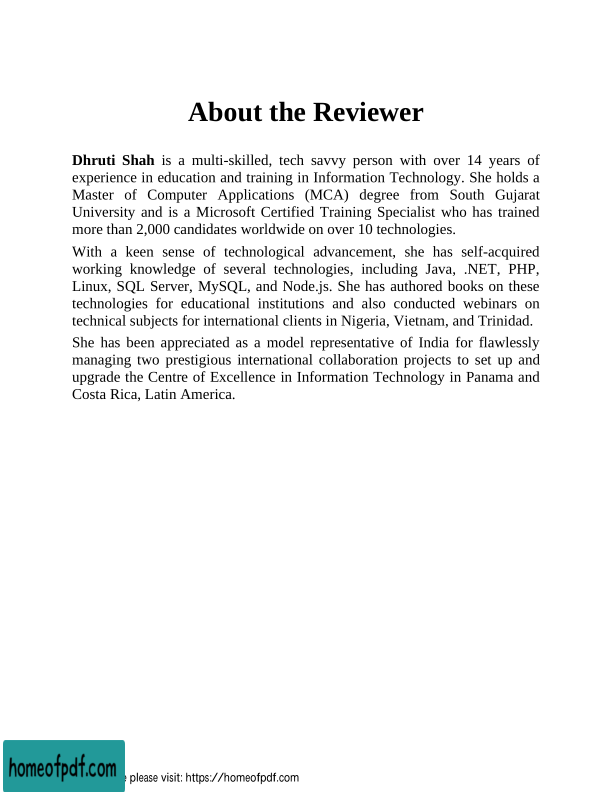 About the Reviewer
Dhruti Shah is a multi-skilled, tech savvy person with over 14 years of
experience in education and training in Information Technology. She holds a
Master of Computer Applications (MCA) degree from South Gujarat
University and is a Microsoft Certified Training Specialist who has trained
more than 2,000 candidates worldwide on over 10 technologies.
With a keen sense of technological advancement, she has self-acquired
working knowledge of several technologies, including Java, .NET, PHP,
Linux, SQL Server, MySQL, and Node.js. She has authored books on these
technologies for educational institutions and also conducted webinars on
technical subjects for international clients in Nigeria, Vietnam, and Trinidad.
She has been appreciated as a model representative of India for flawlessly
managing two prestigious international collaboration projects to set up and
upgrade the Centre of Excellence in Information Technology in Panama and
Costa Rica, Latin America.
homeofpdf.com
please visit: https://homeofpdf.com